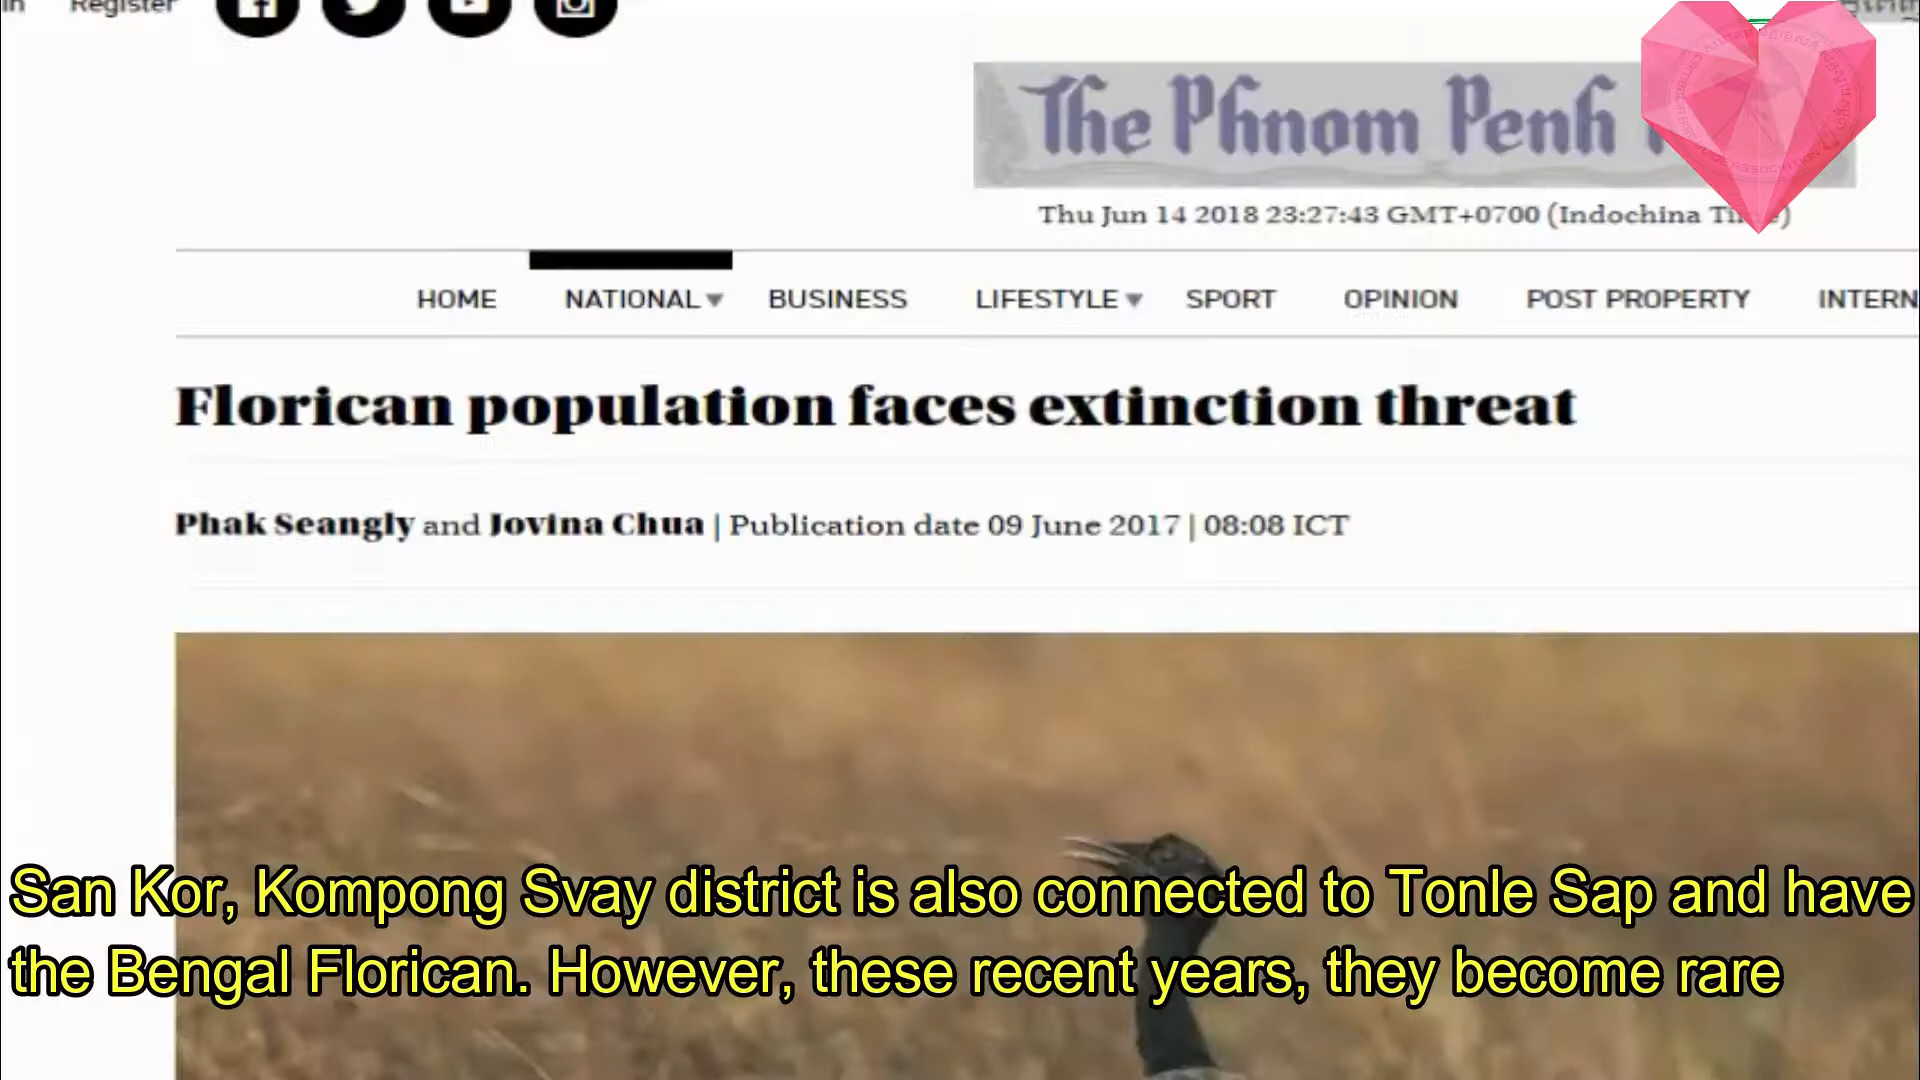 Register
The Phnom Penh
Thu Jun 14 2018 23:27:43 GMT+0700 (Indochina Time)
HOME NATIONAL BUSINESS LIFESTYLE SPORT OPINION POST PROPERTY INTERN
Florican population faces extinction threat
Phak Seangly and Jovina Chua | Publication date 09 June 2017 | 08:08 ICT
San Kor, Kompong Svay district is also connected to Tonle Sap and have
the Bengal Florican. However, these recent years, they become rare